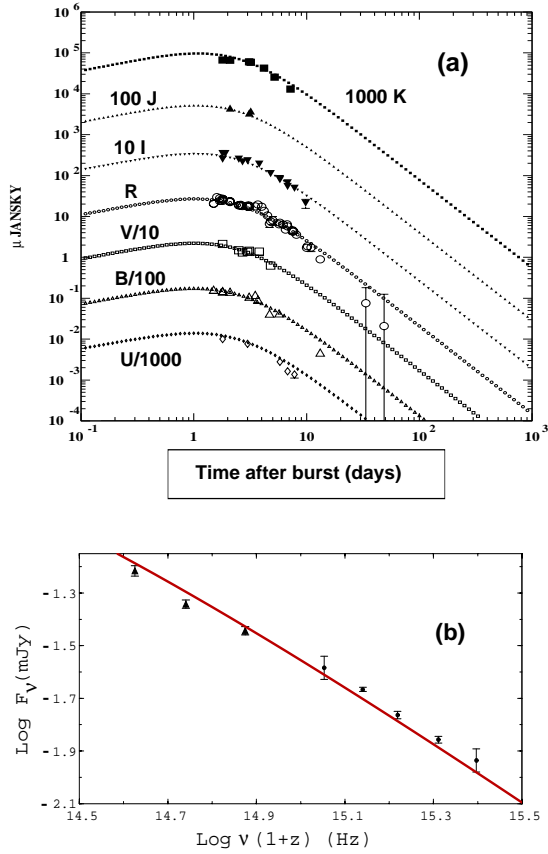 (a)
10^6
10^5
10^4
10^3
10^2
10
1
10^-1
10^-2
10^-3
10^-4
µ JANSKY
1000 K
100 J
10 I
R
V/10
B/100
U/1000
10^-1
1
10
10^2
10^3
Time after burst (days)
(b)
-1.3
-1.5
-1.7
-1.9
-2.1
Log Fν(mJy)
14.5
14.7
14.9
15.1
15.3
15.5
Log ν(1+z) (Hz)